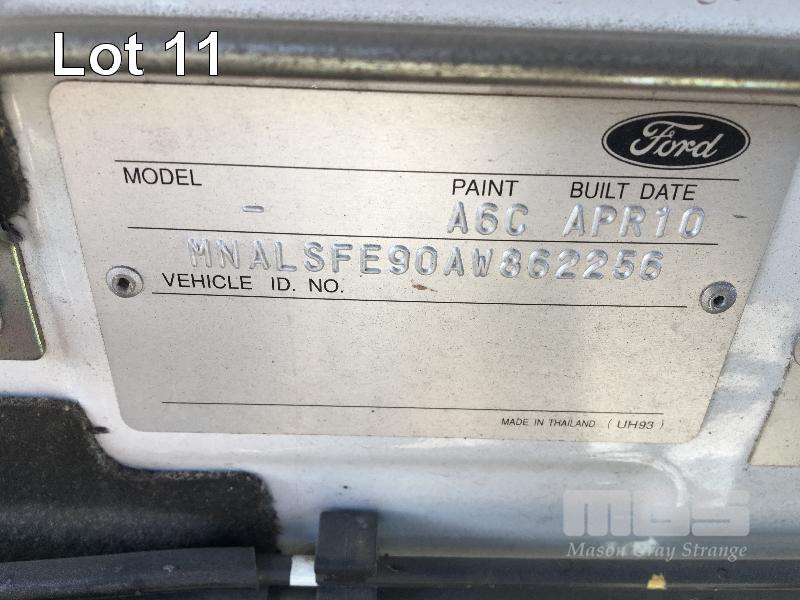 Lot 11
Ford
MODEL PAINT BUILT DATE
- A6C APR10
MNALSFE90AW862256
VEHICLE ID. NO.
MADE IN THAILAND ( UH93 )
MGS
Mason Gray Strange